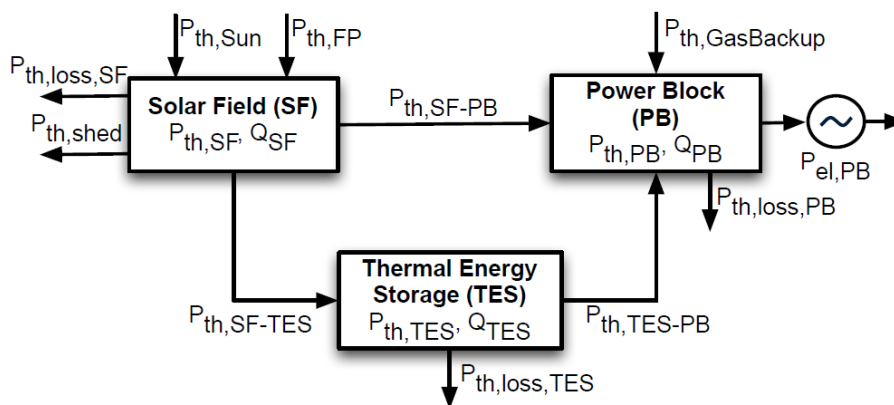 P_th,Sun
P_th,FP
P_th,GasBackup
P_th,loss,SF
P_th,shed
Solar Field (SF)
P_th,SF, Q_SF
P_th,SF-PB
Power Block
(PB)
P_th,PB, Q_PB
P_el,PB
P_th,loss,PB
Thermal Energy
Storage (TES)
P_th,TES, Q_TES
P_th,SF-TES
P_th,TES-PB
P_th,loss,TES